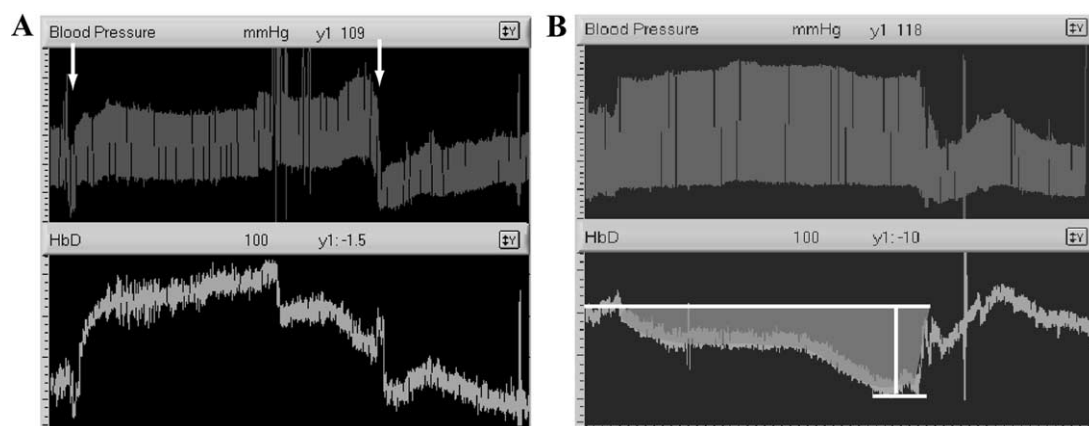 A
Blood Pressure mmHg y1 109 ↕Y
HbD 100 y1:-1.5 ↕Y
B
Blood Pressure mmHg y1 118 ↕Y
HbD 100 y1:-10 ↕Y